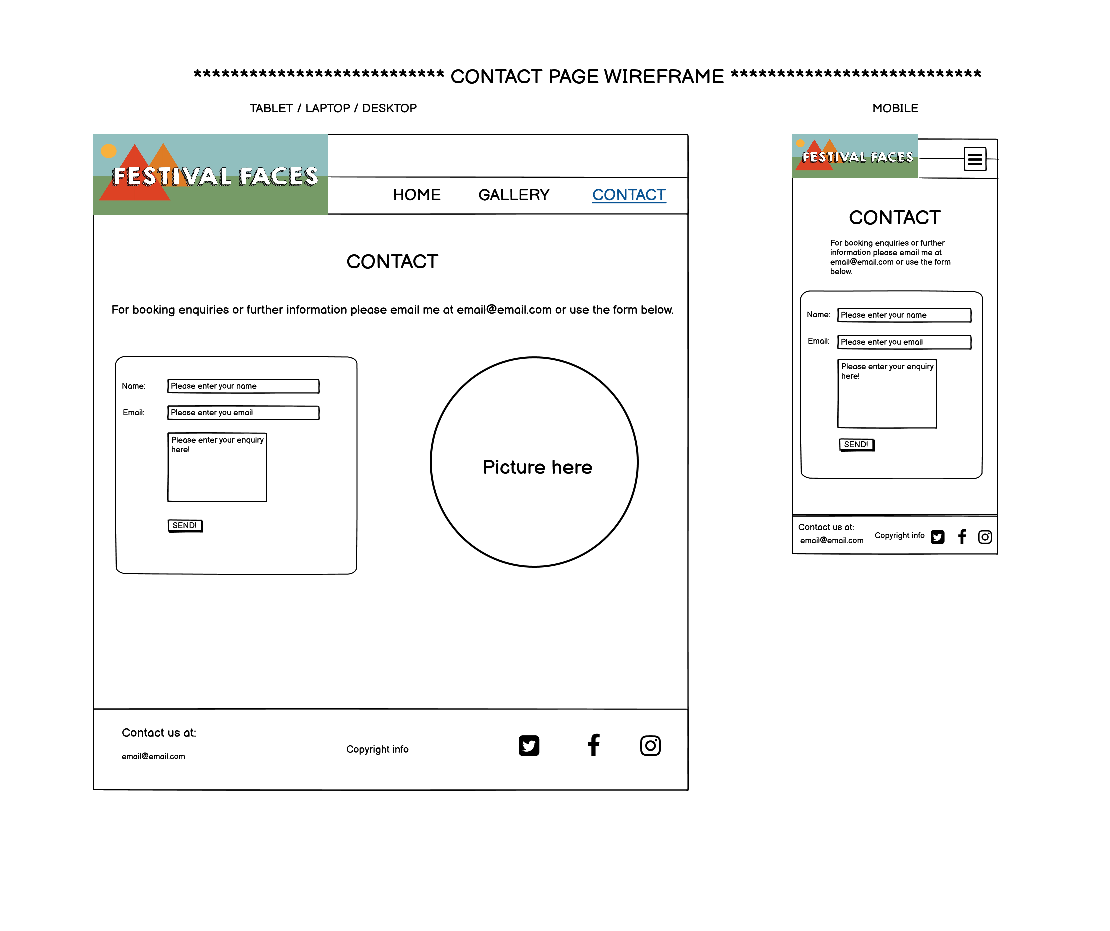 *************************** CONTACT PAGE WIREFRAME ***************************
TABLET / LAPTOP / DESKTOP
FESTIVAL FACES
HOME GALLERY CONTACT
CONTACT
For booking enquiries or further information please email me at email@email.com or use the form below.
Name: Please enter your name
Email: Please enter you email
Please enter your enquiry
here!
SEND!
Picture here
Contact us at:
email@email.com
Copyright info
MOBILE
FESTIVAL FACES
CONTACT
For booking enquiries or further
information please email me at
email@email.com or use the form
below.
Name: Please enter your name
Email: Please enter you email
Please enter your enquiry
here!
SEND!
Contact us at:
email@email.com
Copyright info